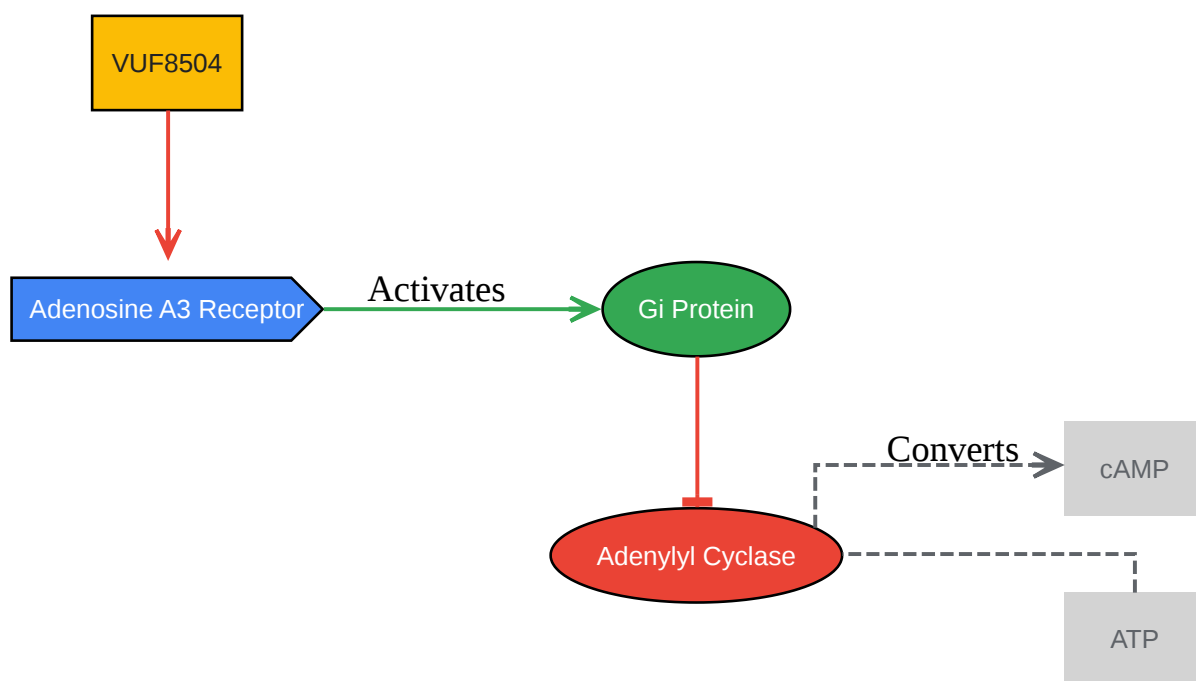 VUF8504
Adenosine A3 Receptor
Activates
Gi Protein
Converts
cAMP
Adenylyl Cyclase
ATP